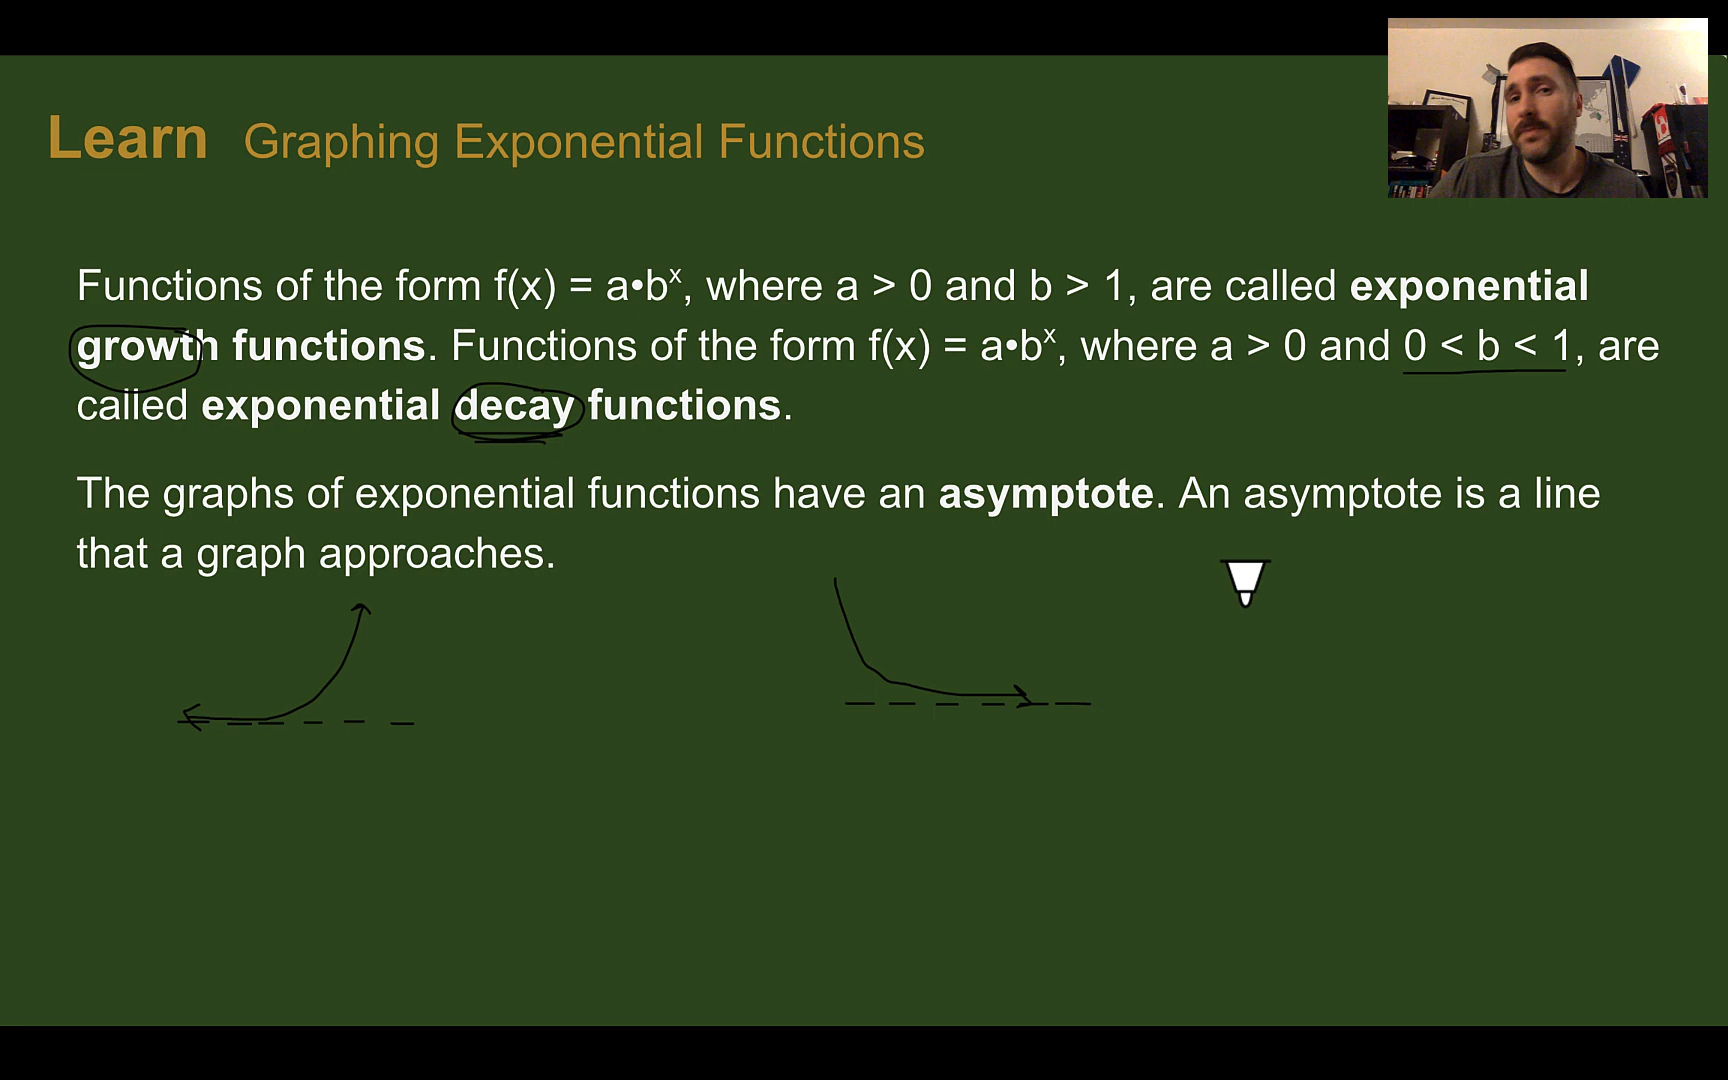 Learn Graphing Exponential Functions
Functions of the form f(x) = a•bˣ, where a > 0 and b > 1, are called exponential
growth functions. Functions of the form f(x) = a•bˣ, where a > 0 and 0 < b < 1, are
called exponential decay functions.
The graphs of exponential functions have an asymptote. An asymptote is a line
that a graph approaches.